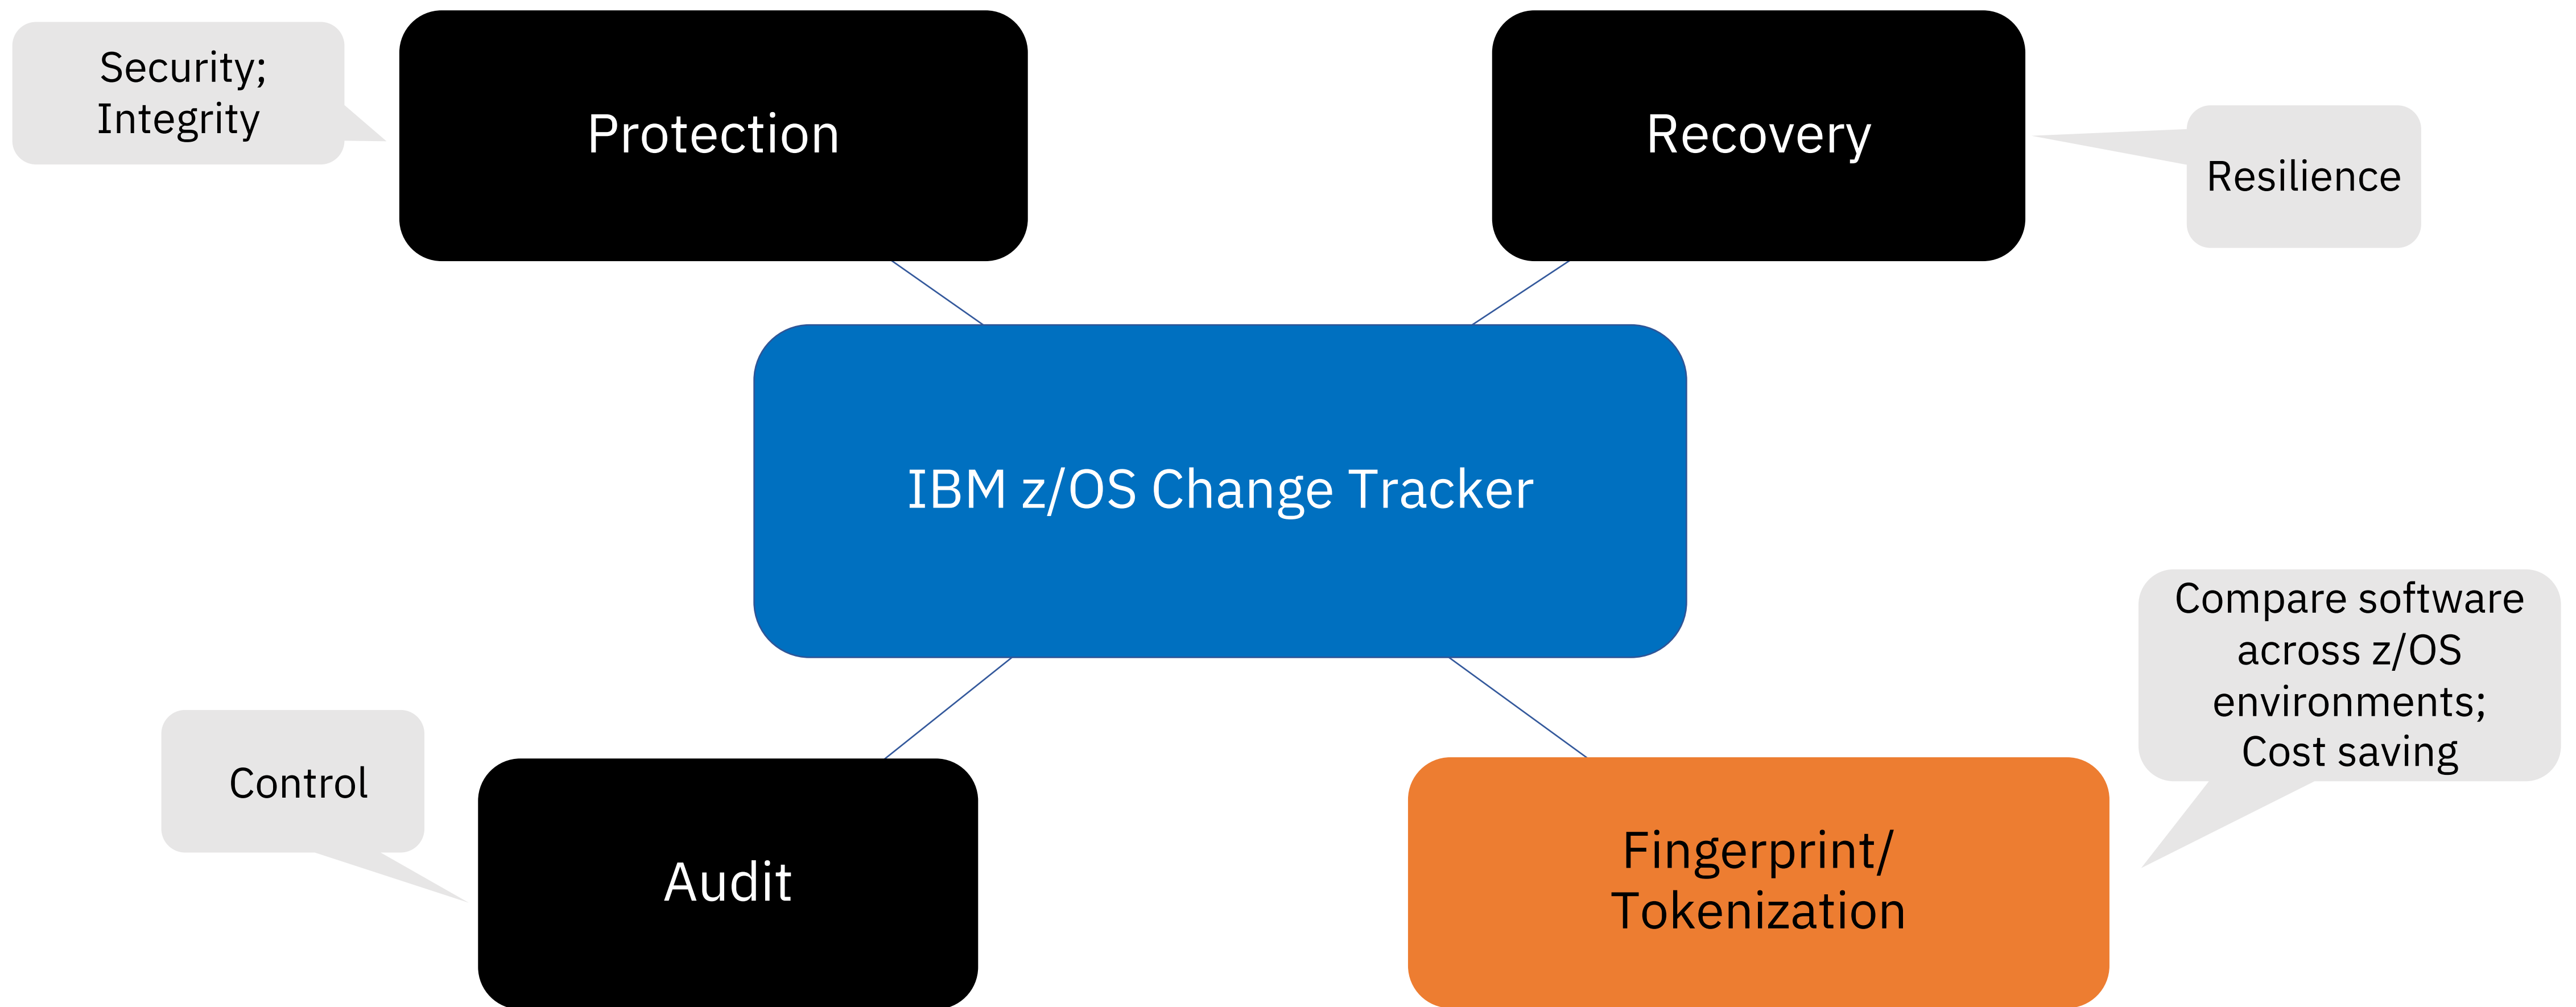 Security;
Integrity
Protection
Recovery
Resilience
IBM z/OS Change Tracker
Compare software
across z/OS
environments;
Cost saving
Control
Audit
Fingerprint/
Tokenization